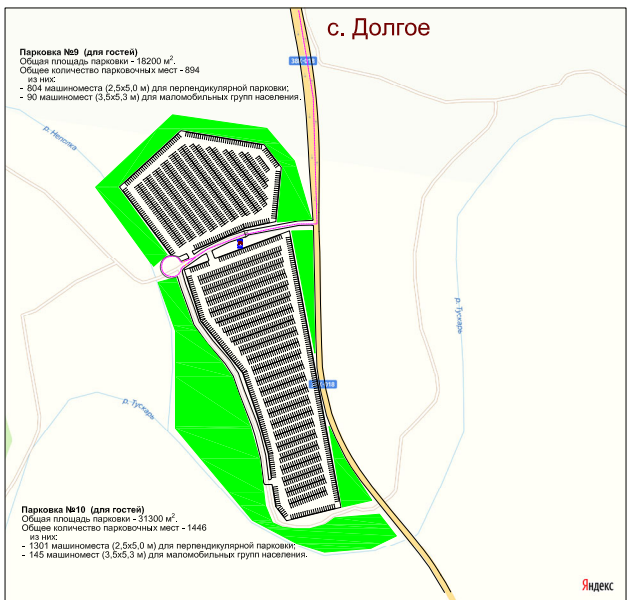 с. Долгое
Парковка №9 (для гостей)
Общая площадь парковки - 18200 м².
Общее количество парковочных мест - 894
из них:
- 804 машиноместа (2,5х5,0 м) для перпендикулярной парковки;
- 90 машиномест (3,5х5,3 м) для маломобильных групп населения.
р. Неполка
р. Тускарь
р. Тускарь
Парковка №10 (для гостей)
Общая площадь парковки - 31300 м².
Общее количество парковочных мест - 1446
из них:
- 1301 машиноместа (2,5х5,0 м) для перпендикулярной парковки;
- 145 машиномест (3,5х5,3 м) для маломобильных групп населения.
Яндекс